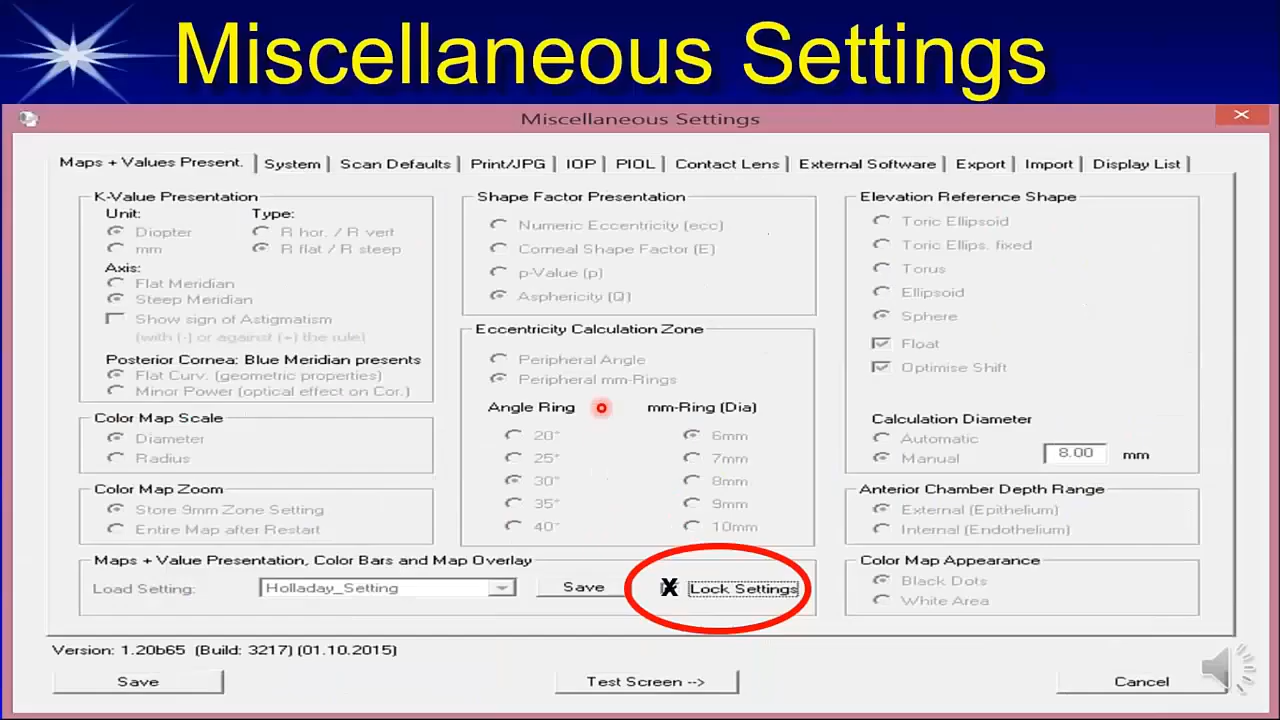 Miscellaneous Settings
Miscellaneous Settings
Maps + Values Present. System Scan Defaults Print/JPG IOP PIOL Contact Lens External Software Export Import Display List
K-Value Presentation
Unit: Type:
Diopter R hor. / R vert
mm R flat / R steep
Axis:
Flat Meridian
Steep Meridian
Show sign of Astigmatism
(with (-) or against (+) the rule)
Posterior Cornea: Blue Meridian presents
Flat Curv. (geometric properties)
Minor Power (optical effect on Cor.)
Color Map Scale
Diameter
Radius
Color Map Zoom
Store 9mm Zone Setting
Entire Map after Restart
Shape Factor Presentation
Numeric Eccentricity (ecc)
Corneal Shape Factor (E)
p-Value (p)
Asphericity (Q)
Eccentricity Calculation Zone
Peripheral Angle
Peripheral mm-Rings
Angle Ring mm-Ring (Dia)
20° 6mm
25° 7mm
30° 8mm
35° 9mm
40° 10mm
Elevation Reference Shape
Toric Ellipsoid
Toric Ellips. fixed
Torus
Ellipsoid
Sphere
Float
Optimise Shift
Calculation Diameter
Automatic
Manual 8.00 mm
Anterior Chamber Depth Range
External (Epithelium)
Internal (Endothelium)
Maps + Value Presentation, Color Bars and Map Overlay
Load Setting: Holladay_Setting Save X Lock Settings
Color Map Appearance
Black Dots
White Area
Version: 1.20b65 (Build: 3217) (01.10.2015)
Save Test Screen --> Cancel